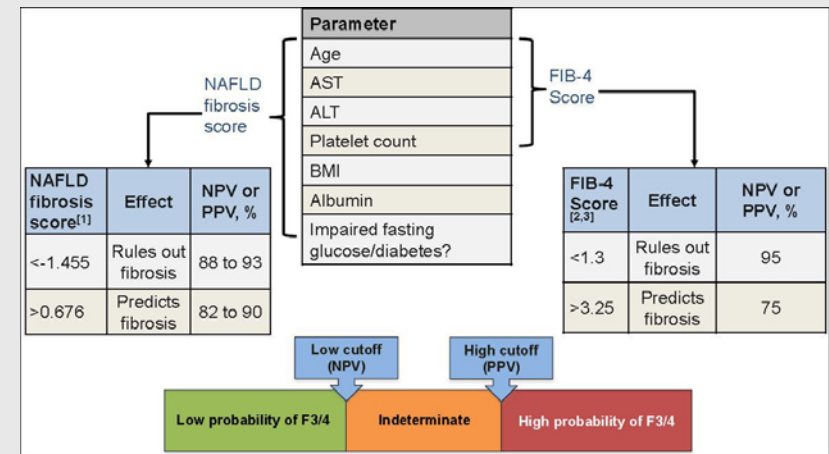 Parameter
Age
AST
ALT
Platelet count
BMI
Albumin
Impaired fasting
glucose/diabetes?
NAFLD
fibrosis
score
FIB-4
Score
NAFLD
fibrosis
score[1]
Effect
NPV or
PPV, %
<-1.455
Rules out
fibrosis
88 to 93
>0.676
Predicts
fibrosis
82 to 90
FIB-4
Score
[2,3]
Effect
NPV or
PPV, %
<1.3
Rules out
fibrosis
95
>3.25
Predicts
fibrosis
75
Low cutoff
(NPV)
High cutoff
(PPV)
Low probability of F3/4
Indeterminate
High probability of F3/4